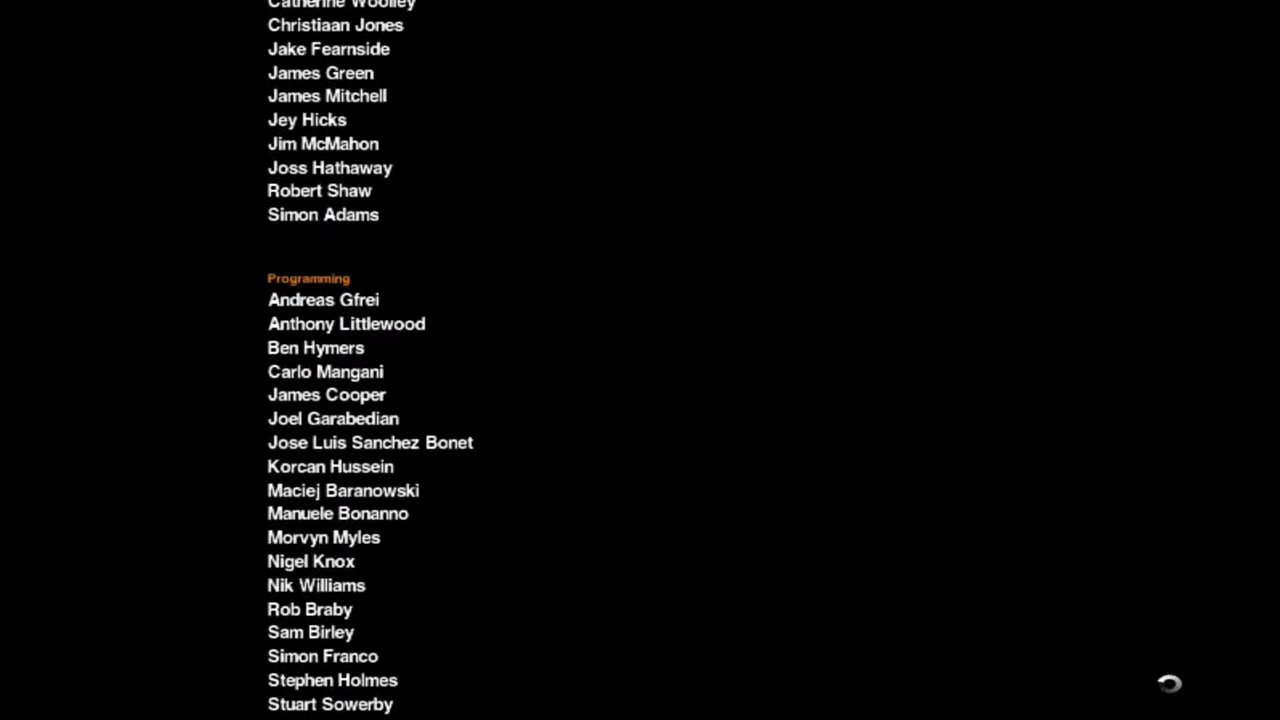 Catherine Woolley
Christiaan Jones
Jake Fearnside
James Green
James Mitchell
Jey Hicks
Jim McMahon
Joss Hathaway
Robert Shaw
Simon Adams
Programming
Andreas Gfrei
Anthony Littlewood
Ben Hymers
Carlo Mangani
James Cooper
Joel Garabedian
Jose Luis Sanchez Bonet
Korcan Hussein
Maciej Baranowski
Manuele Bonanno
Morvyn Myles
Nigel Knox
Nik Williams
Rob Braby
Sam Birley
Simon Franco
Stephen Holmes
Stuart Sowerby